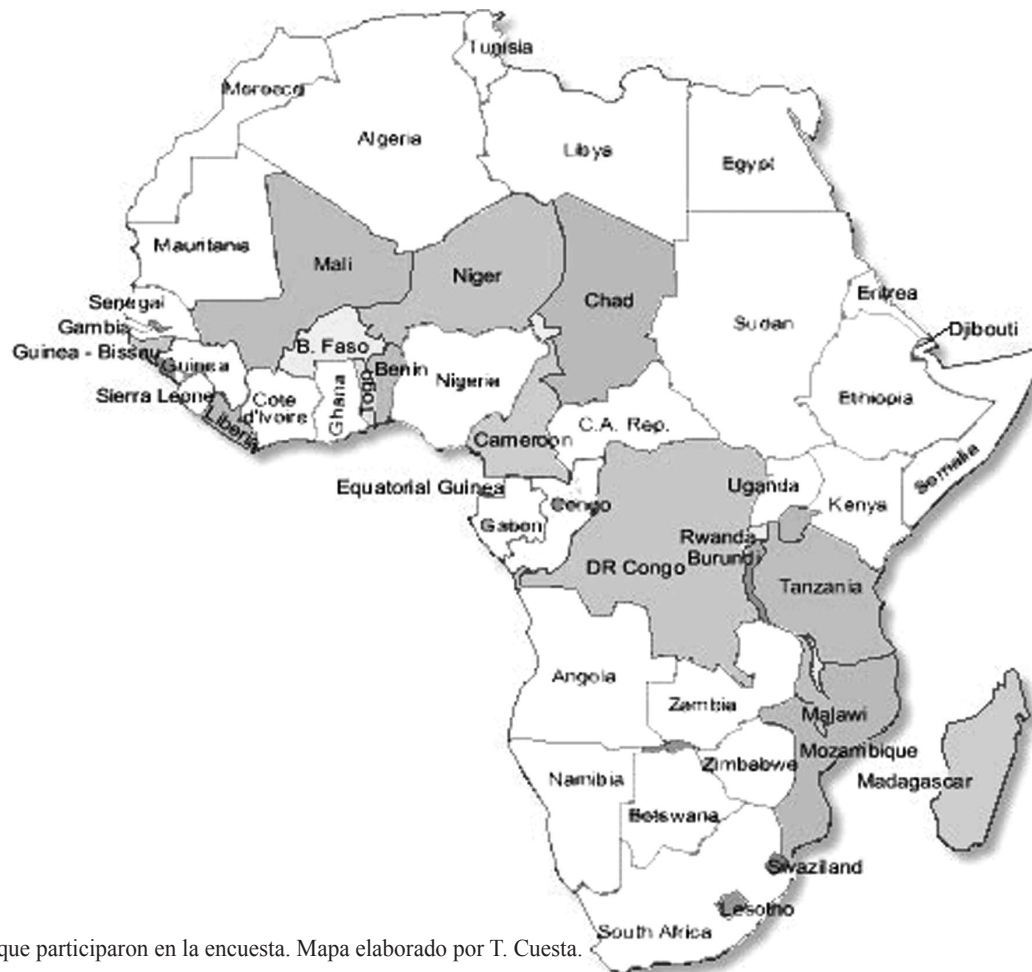 Tunisia
Morocco
Algeria
Libya
Egypt
Mauritania
Mali
Niger
Chad
Sudan
Eritrea
Djibouti
Senegal
Gambia
Guinea - Bissau
Guinea
Sierra Leone
Liberia
Cote
d'Ivoire
B. Faso
Ghana
Togo
Benin
Nigeria
Cameroon
C.A. Rep.
Ethiopia
Somalia
Equatorial Guinea
Gabon
Congo
DR Congo
Uganda
Kenya
Rwanda
Burundi
Tanzania
Angola
Zambia
Malawi
Mozambique
Zimbabwe
Madagascar
Namibia
Botswana
Swaziland
Lesotho
South Africa
que participaron en la encuesta. Mapa elaborado por T. Cuesta.